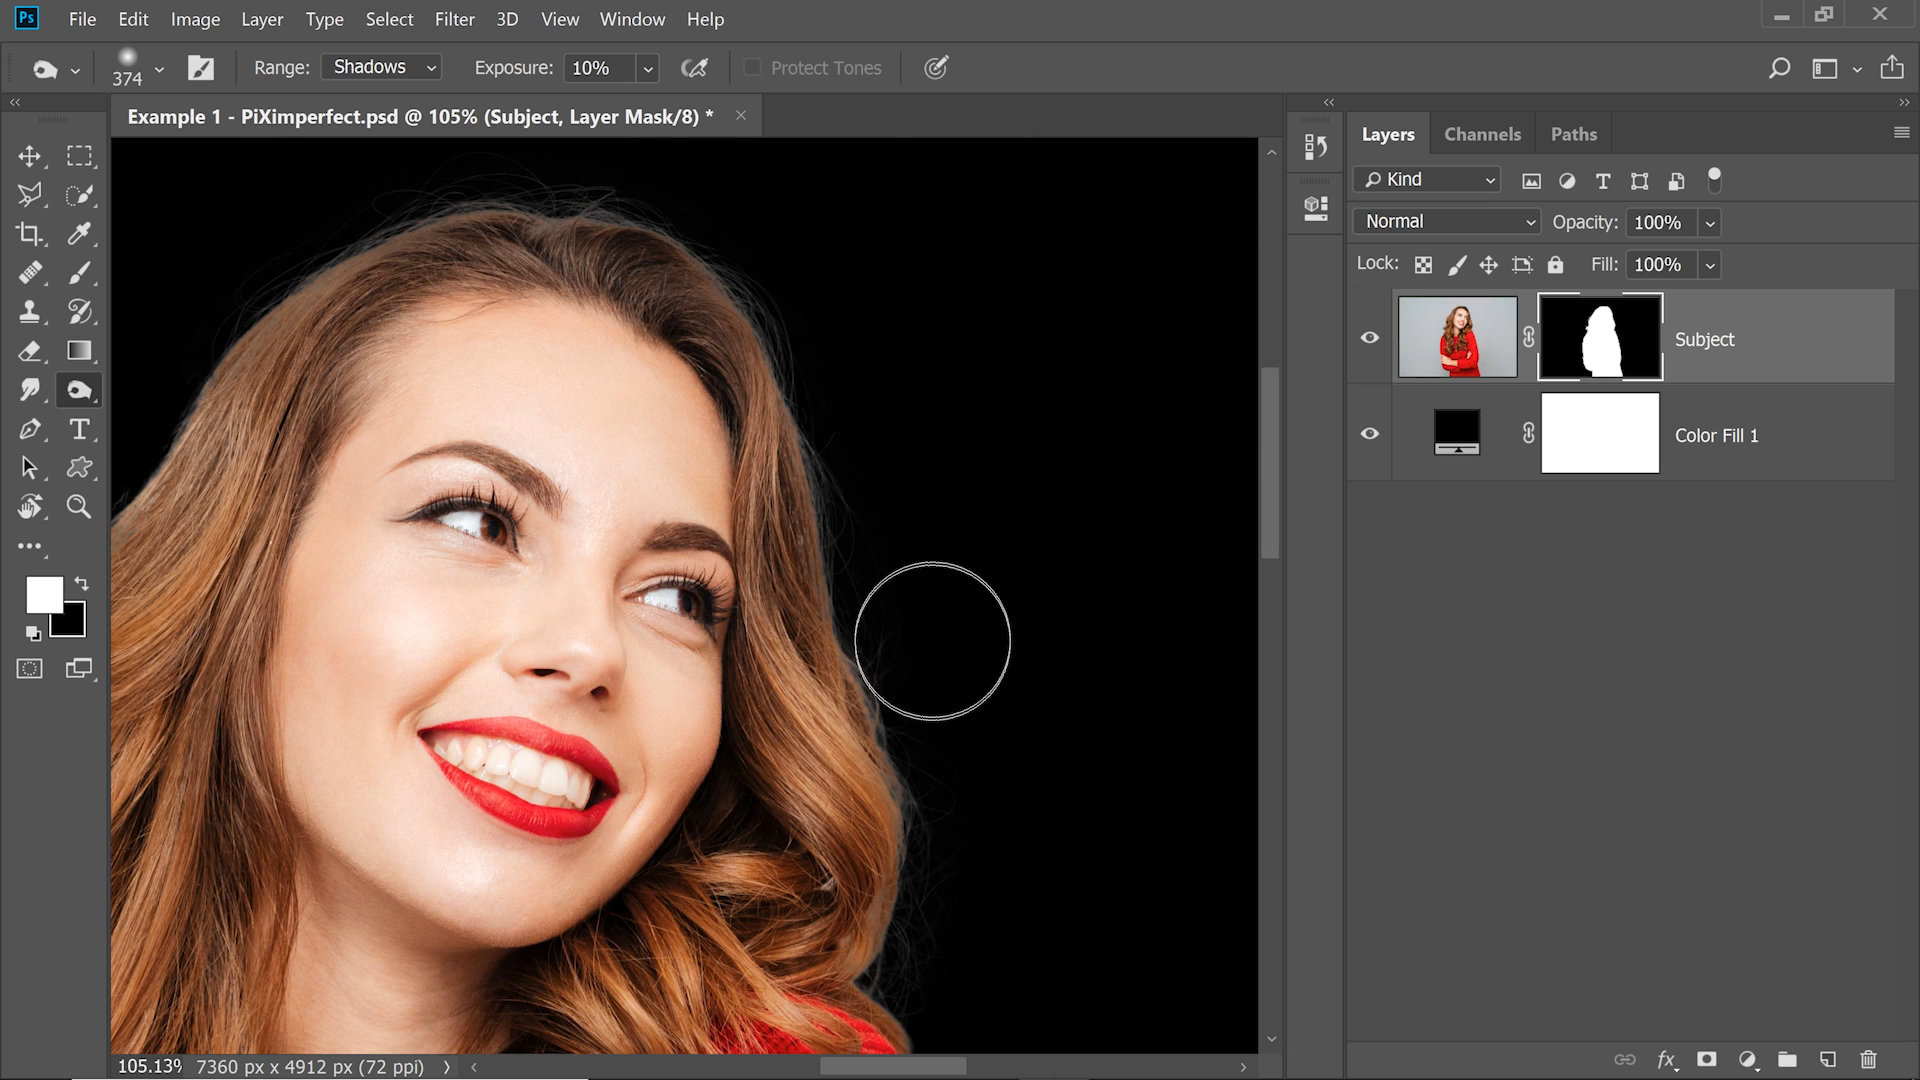 Ps File Edit Image Layer Type Select Filter 3D View Window Help
374 Range: Shadows Exposure: 10% Protect Tones
Example 1 - PiXimperfect.psd @ 105% (Subject, Layer Mask/8) *
Layers Channels Paths
Kind
Normal Opacity: 100%
Lock: Fill: 100%
Subject
Color Fill 1
105.13% 7360 px x 4912 px (72 ppi)
fx